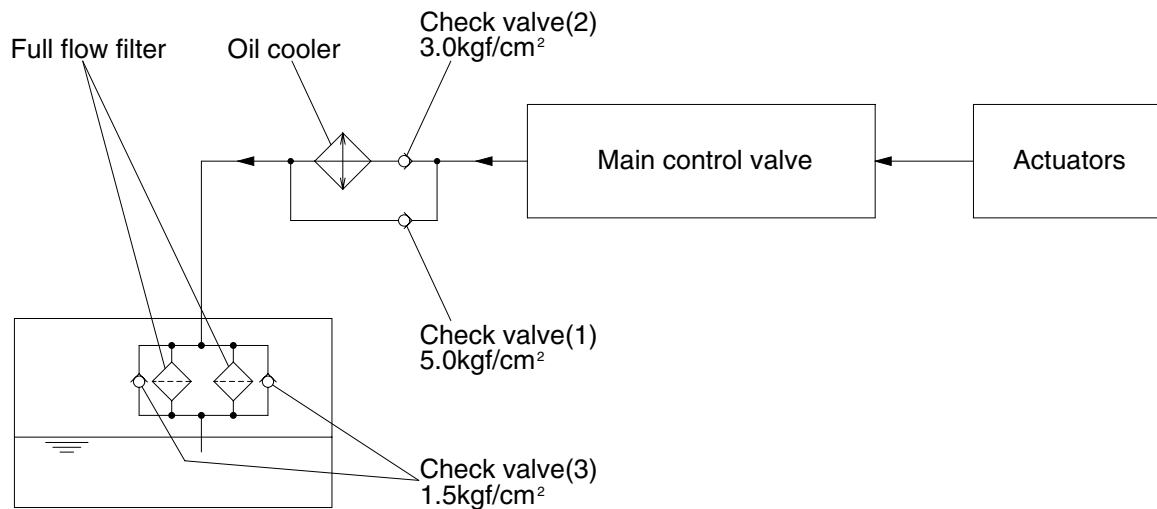 Check valve(2)
3.0kgf/cm²
Full flow filter
Oil cooler
Main control valve
Actuators
Check valve(1)
5.0kgf/cm²
Check valve(3)
1.5kgf/cm²